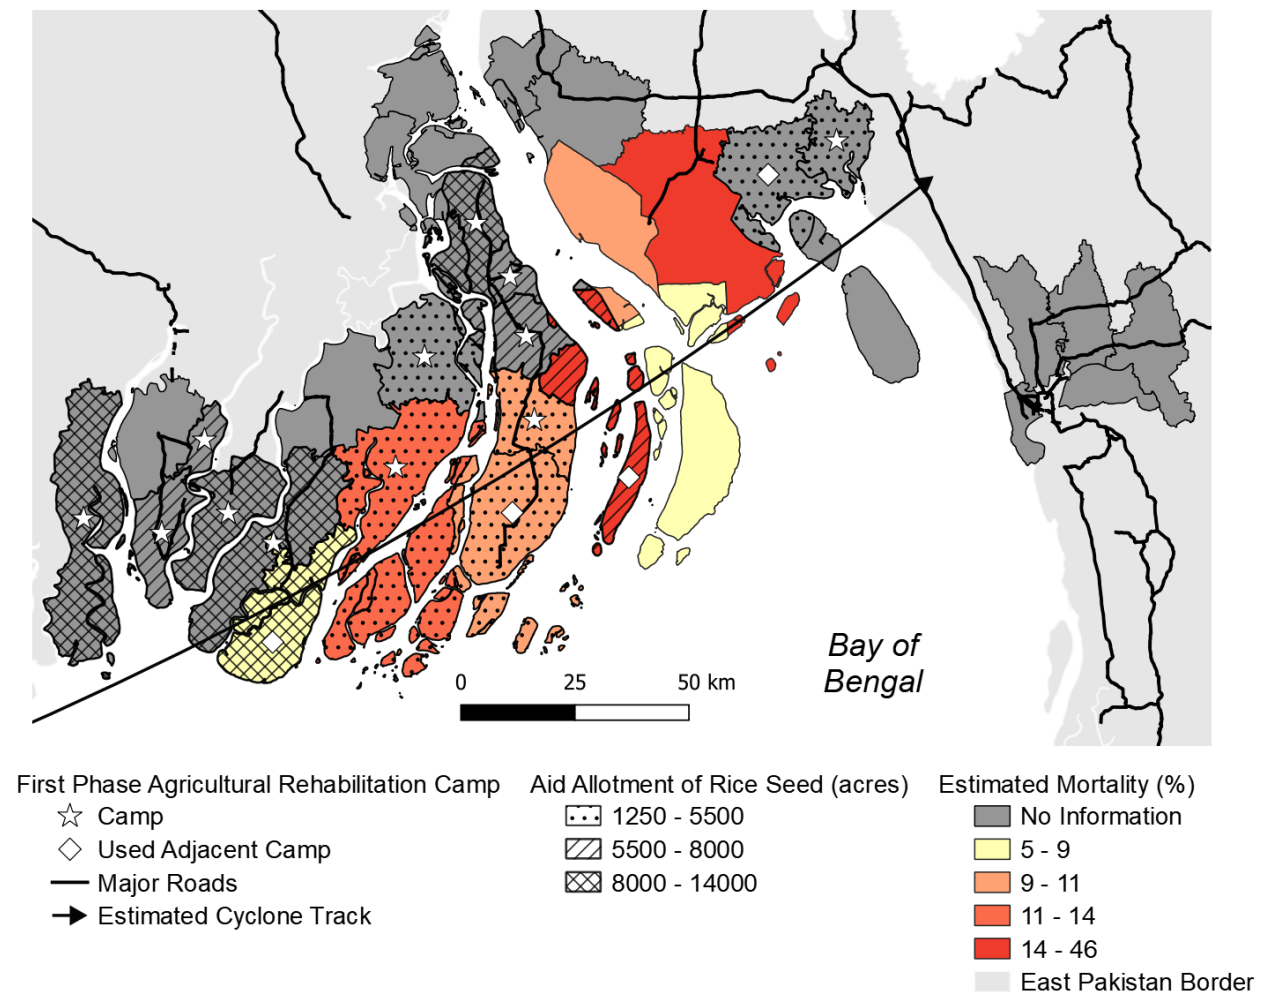 Bay of
Bengal
0 25 50 km
First Phase Agricultural Rehabilitation Camp
Camp
Used Adjacent Camp
Major Roads
Estimated Cyclone Track
Aid Allotment of Rice Seed (acres)
1250 - 5500
5500 - 8000
8000 - 14000
Estimated Mortality (%)
No Information
5 - 9
9 - 11
11 - 14
14 - 46
East Pakistan Border